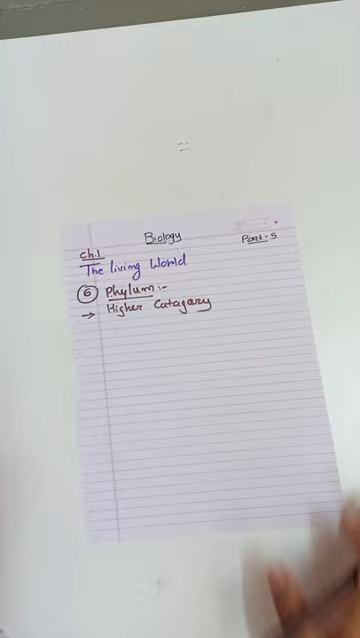 Biology
Part-5
Ch.1
The living World
6 Phylum:-
→ Higher Catagary